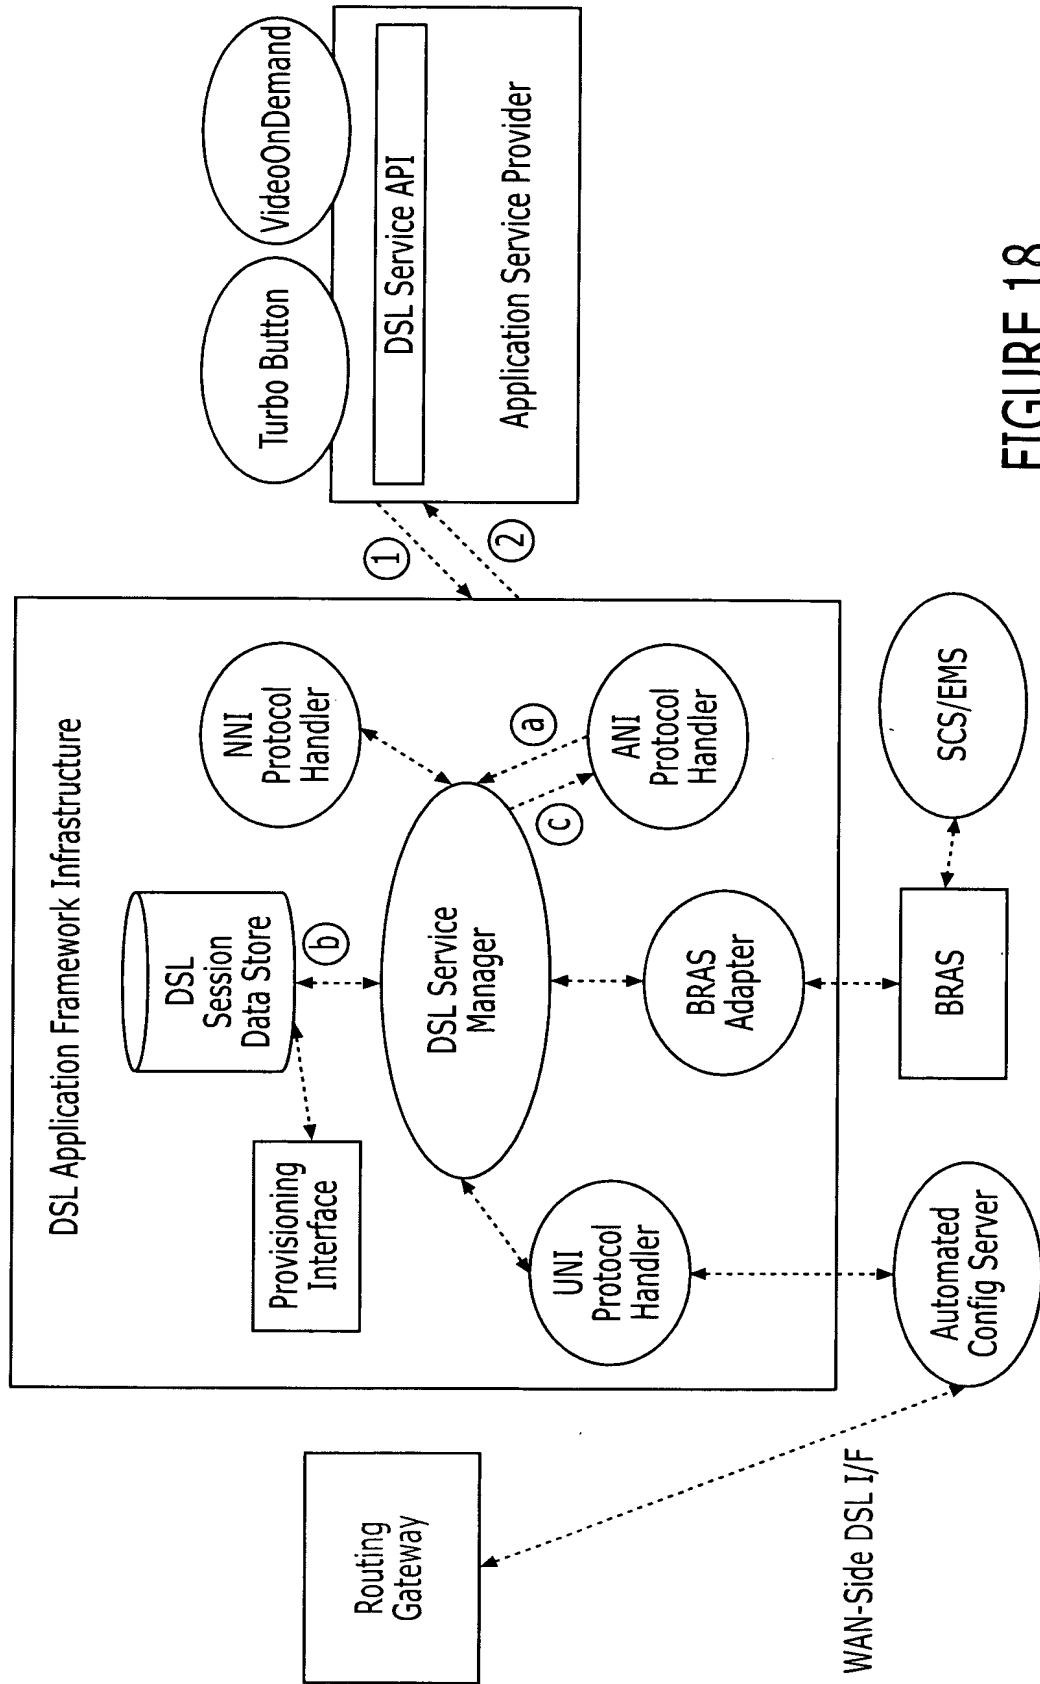 DSL Application Framework Infrastructure
Routing
Gateway
Provisioning
Interface
DSL
Session
Data Store
NNI
Protocol
Handler
Turbo Button
VideoOnDemand
DSL Service API
Application Service Provider
b
1
2
DSL Service
Manager
a
c
UNI
Protocol
Handler
BRAS
Adapter
ANI
Protocol
Handler
WAN-Side DSL I/F
Automated
Config Server
BRAS
SCS/EMS
FIGURE 18